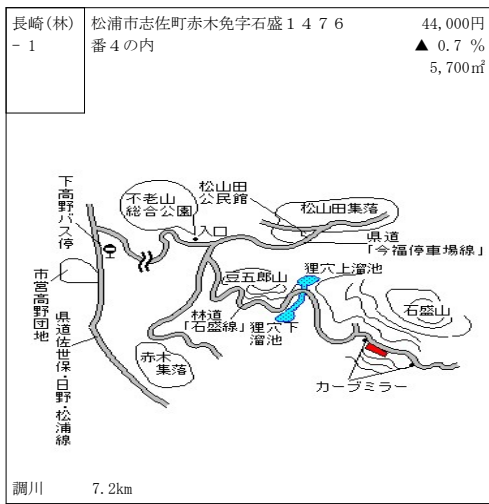 長崎(林)
－１
松浦市志佐町赤木免字石盛１４７６
番４の内
44,000円
▲ 0.7 %
5,700㎡
下高野バス停
不老山
総合公園
松山田
公民館
松山田集落
入口
県道
「今福停車場線」
市営高野団地
県道佐世保・日野・松浦線
豆五郎山
狸穴上溜池
石盛山
林道
「石盛線」
狸穴下
溜池
赤木
集落
カーブミラー
調川
7.2km